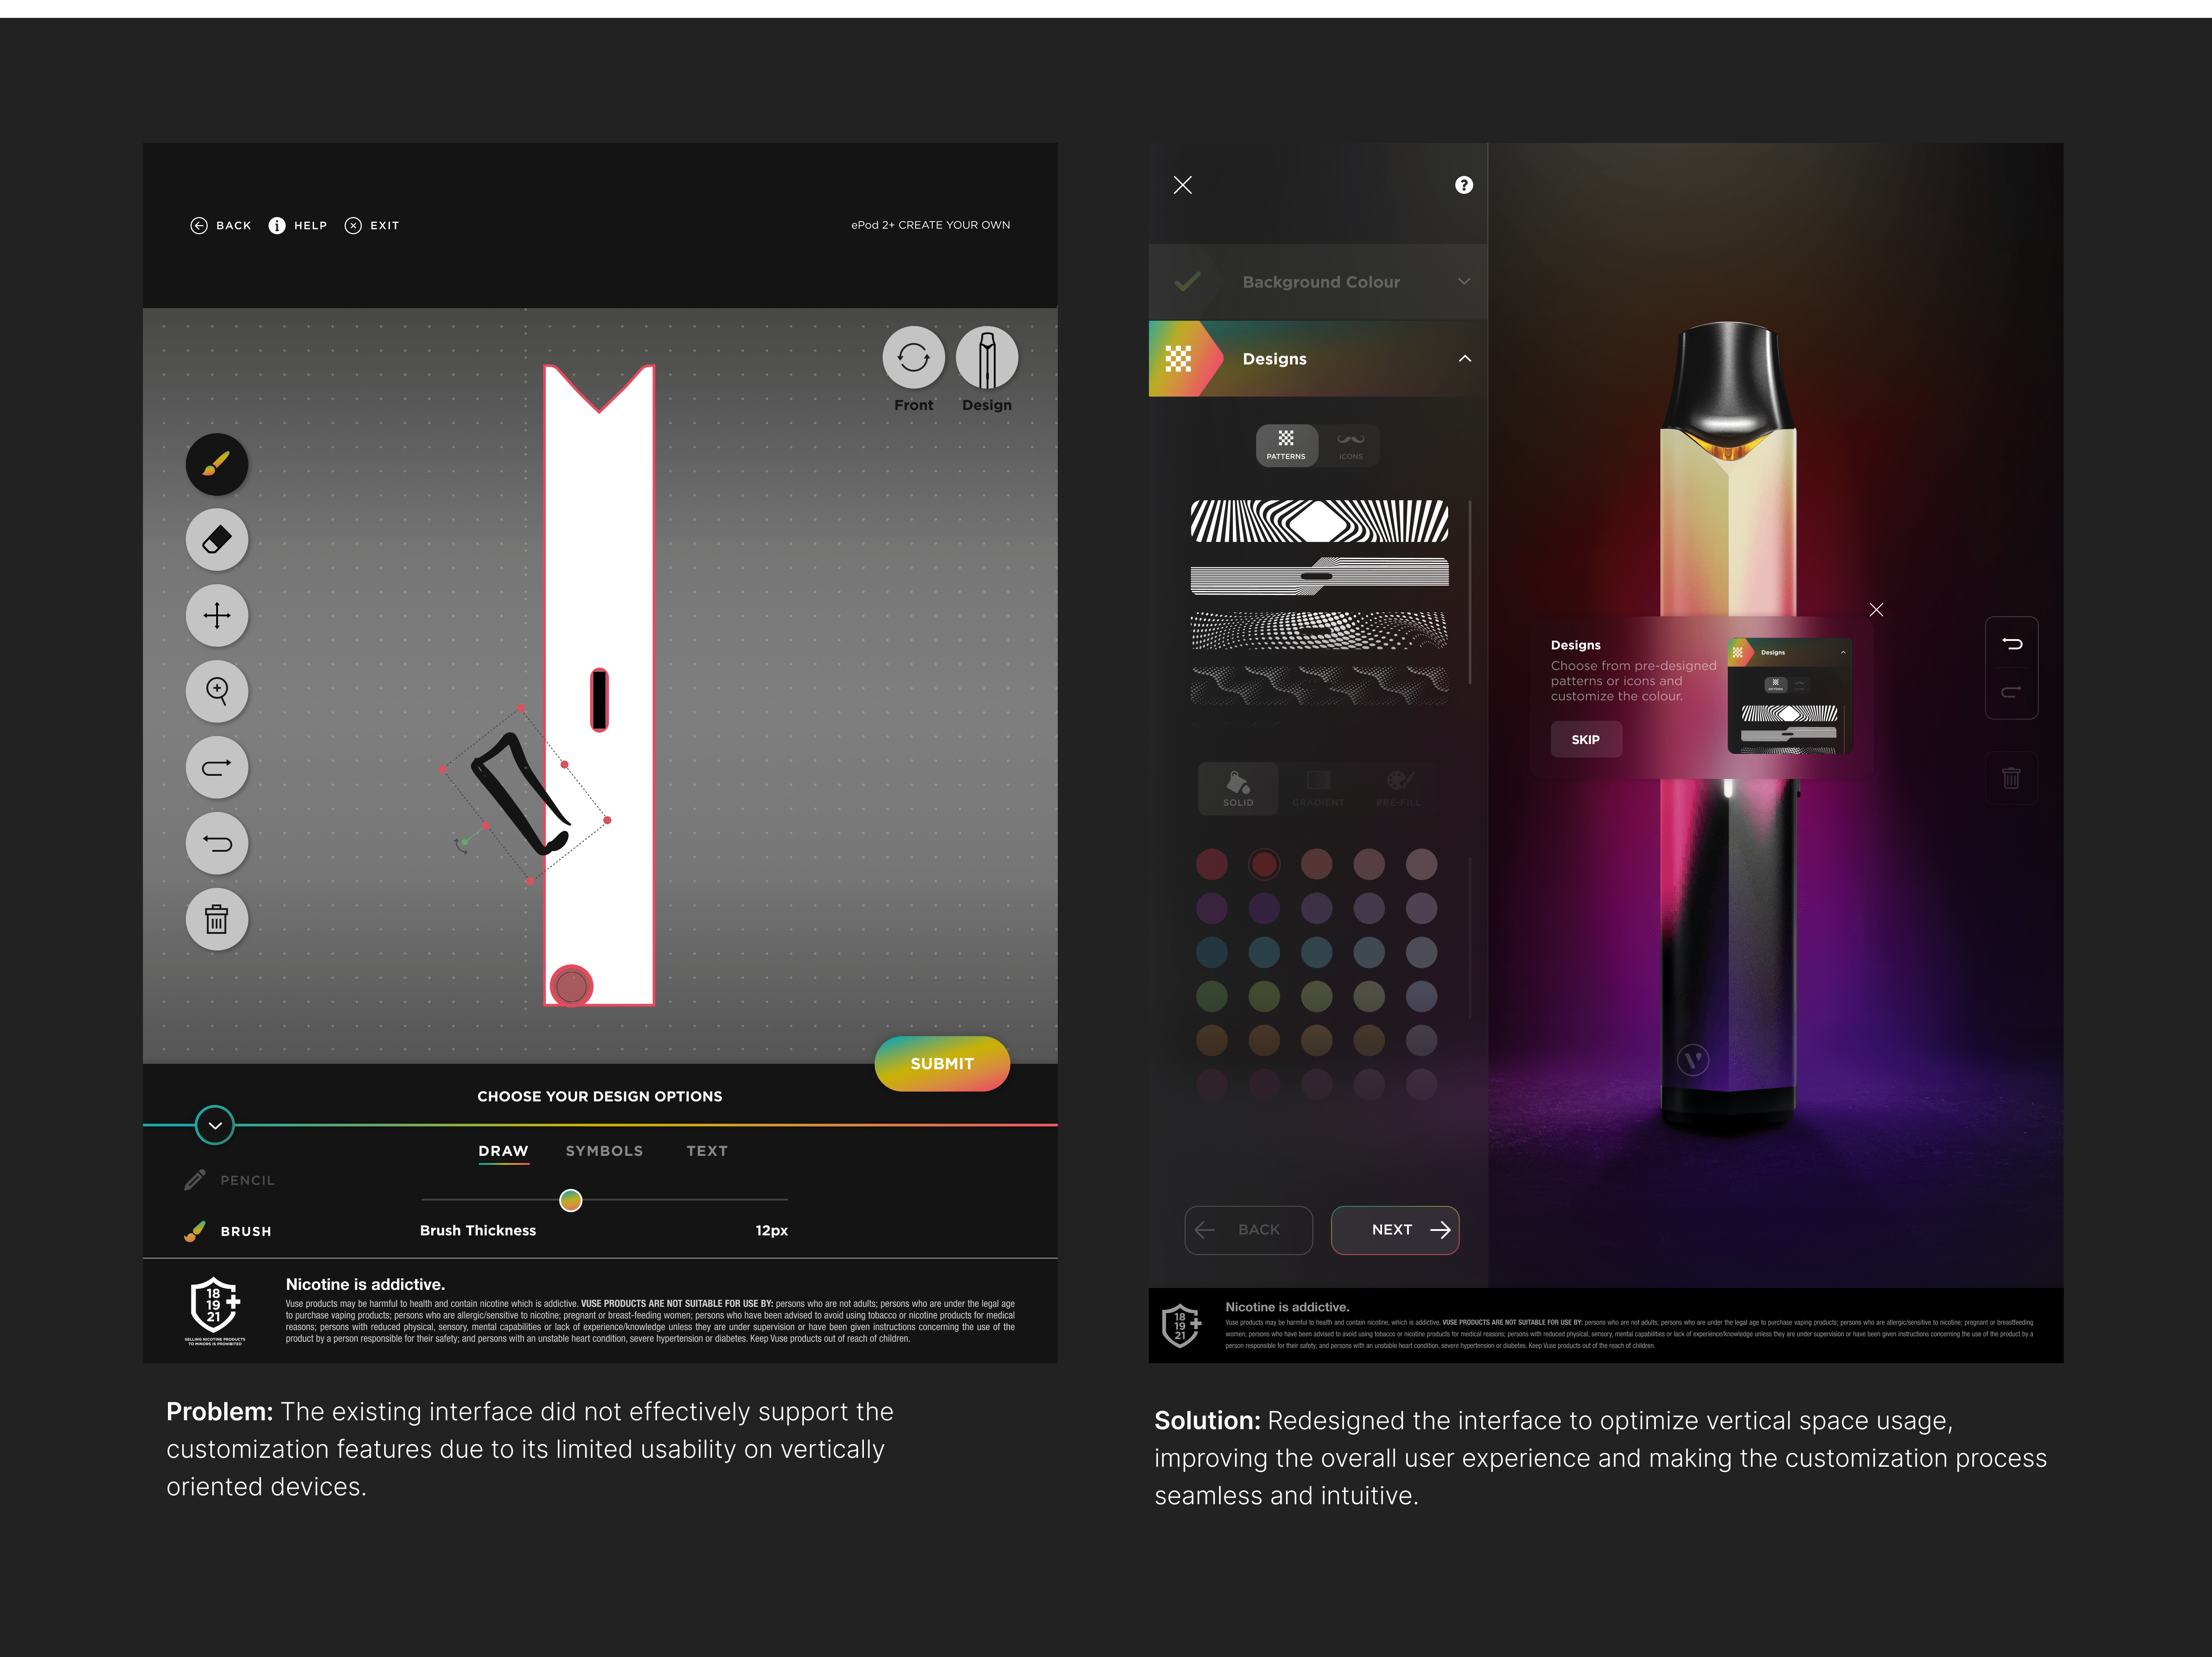 BACK HELP EXIT
ePod 2+ CREATE YOUR OWN
Front Design
SUBMIT
CHOOSE YOUR DESIGN OPTIONS
DRAW SYMBOLS TEXT
PENCIL
BRUSH
Brush Thickness 12px
18
19
21
SELLING NICOTINE PRODUCTS
TO MINORS IS PROHIBITED
Nicotine is addictive.
Vuse products may be harmful to health and contain nicotine which is addictive. VUSE PRODUCTS ARE NOT SUITABLE FOR USE BY: persons who are not adults; persons who are under the legal age
to purchase vaping products; persons who are allergic/sensitive to nicotine; pregnant or breast-feeding women; persons who have been advised to avoid using tobacco or nicotine products for medical
reasons; persons with reduced physical, sensory, mental capabilities or lack of experience/knowledge unless they are under supervision or have been given instructions concerning the use of the
product by a person responsible for their safety; and persons with an unstable heart condition, severe hypertension or diabetes. Keep Vuse products out of reach of children.
Problem: The existing interface did not effectively support the
customization features due to its limited usability on vertically
oriented devices.
Background Colour
Designs
PATTERNS ICONS
SOLID GRADIENT PRE-FILL
BACK NEXT
Designs
Choose from pre-designed
patterns or icons and
customize the colour.
SKIP
Designs
PATTERNS
18
19
21
Nicotine is addictive.
Vuse products may be harmful to health and contain nicotine, which is addictive. VUSE PRODUCTS ARE NOT SUITABLE FOR USE BY: persons who are not adults; persons who are under the legal age to purchase vaping products; persons who are allergic/sensitive to nicotine; pregnant or breastfeeding
women; persons who have been advised to avoid using tobacco or nicotine products for medical reasons; persons with reduced physical, sensory, mental capabilities or lack of experience/knowledge unless they are under supervision or have been given instructions concerning the use of the product by a
person responsible for their safety; and persons with an unstable heart condition, severe hypertension or diabetes. Keep Vuse products out of the reach of children.
Solution: Redesigned the interface to optimize vertical space usage,
improving the overall user experience and making the customization process
seamless and intuitive.